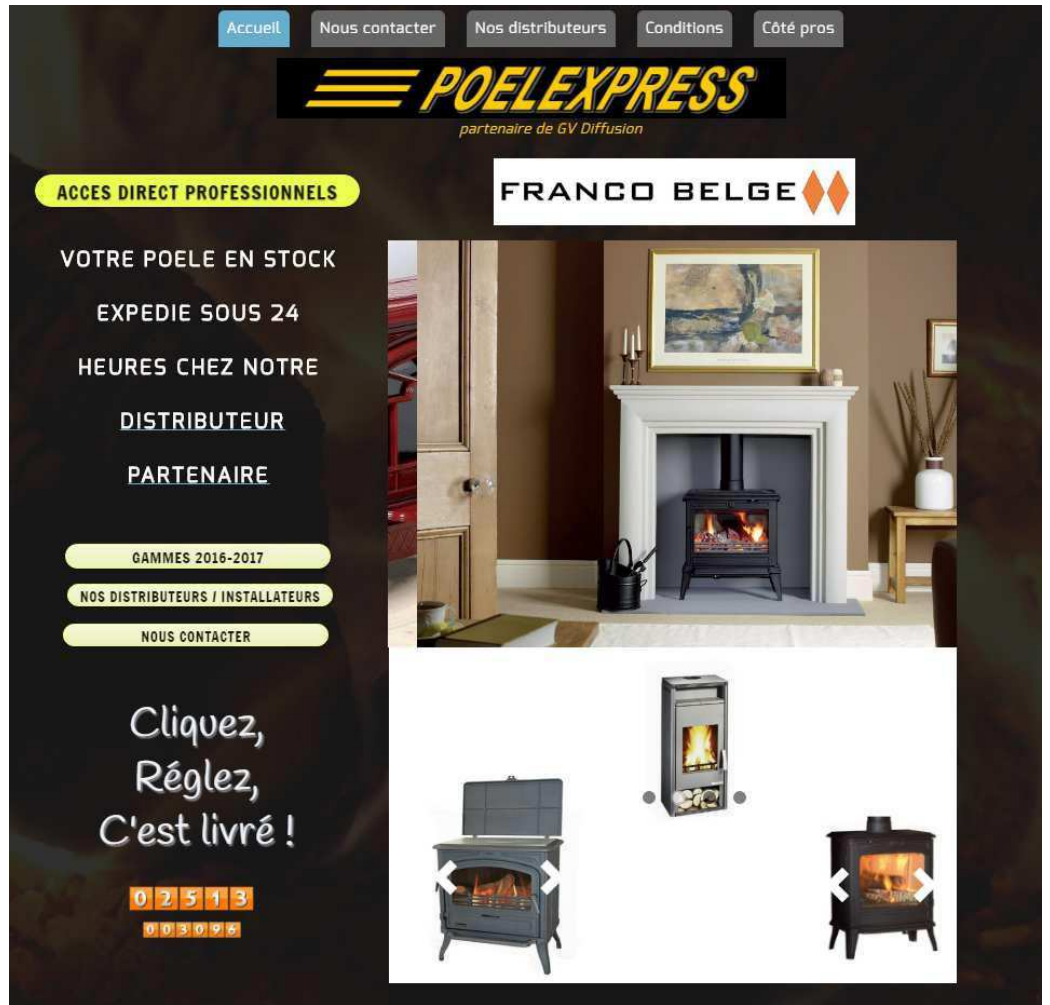 Accueil
Nous contacter
Nos distributeurs
Conditions
Côté pros
POELEXPRESS
partenaire de GV Diffusion
ACCES DIRECT PROFESSIONNELS
FRANCO BELGE
VOTRE POELE EN STOCK
EXPEDIE SOUS 24
HEURES CHEZ NOTRE
DISTRIBUTEUR
PARTENAIRE
GAMMES 2016-2017
NOS DISTRIBUTEURS / INSTALLATEURS
NOUS CONTACTER
Cliquez,
Réglez,
C'est livré !
02513
003096